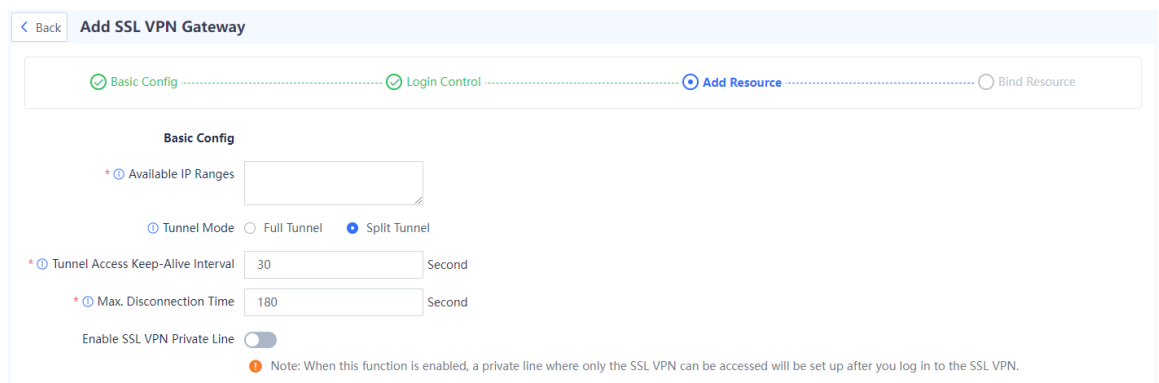 Back Add SSL VPN Gateway
Basic Config Login Control Add Resource Bind Resource
Basic Config
* Available IP Ranges
Tunnel Mode Full Tunnel Split Tunnel
* Tunnel Access Keep-Alive Interval 30 Second
* Max. Disconnection Time 180 Second
Enable SSL VPN Private Line
Note: When this function is enabled, a private line where only the SSL VPN can be accessed will be set up after you log in to the SSL VPN.